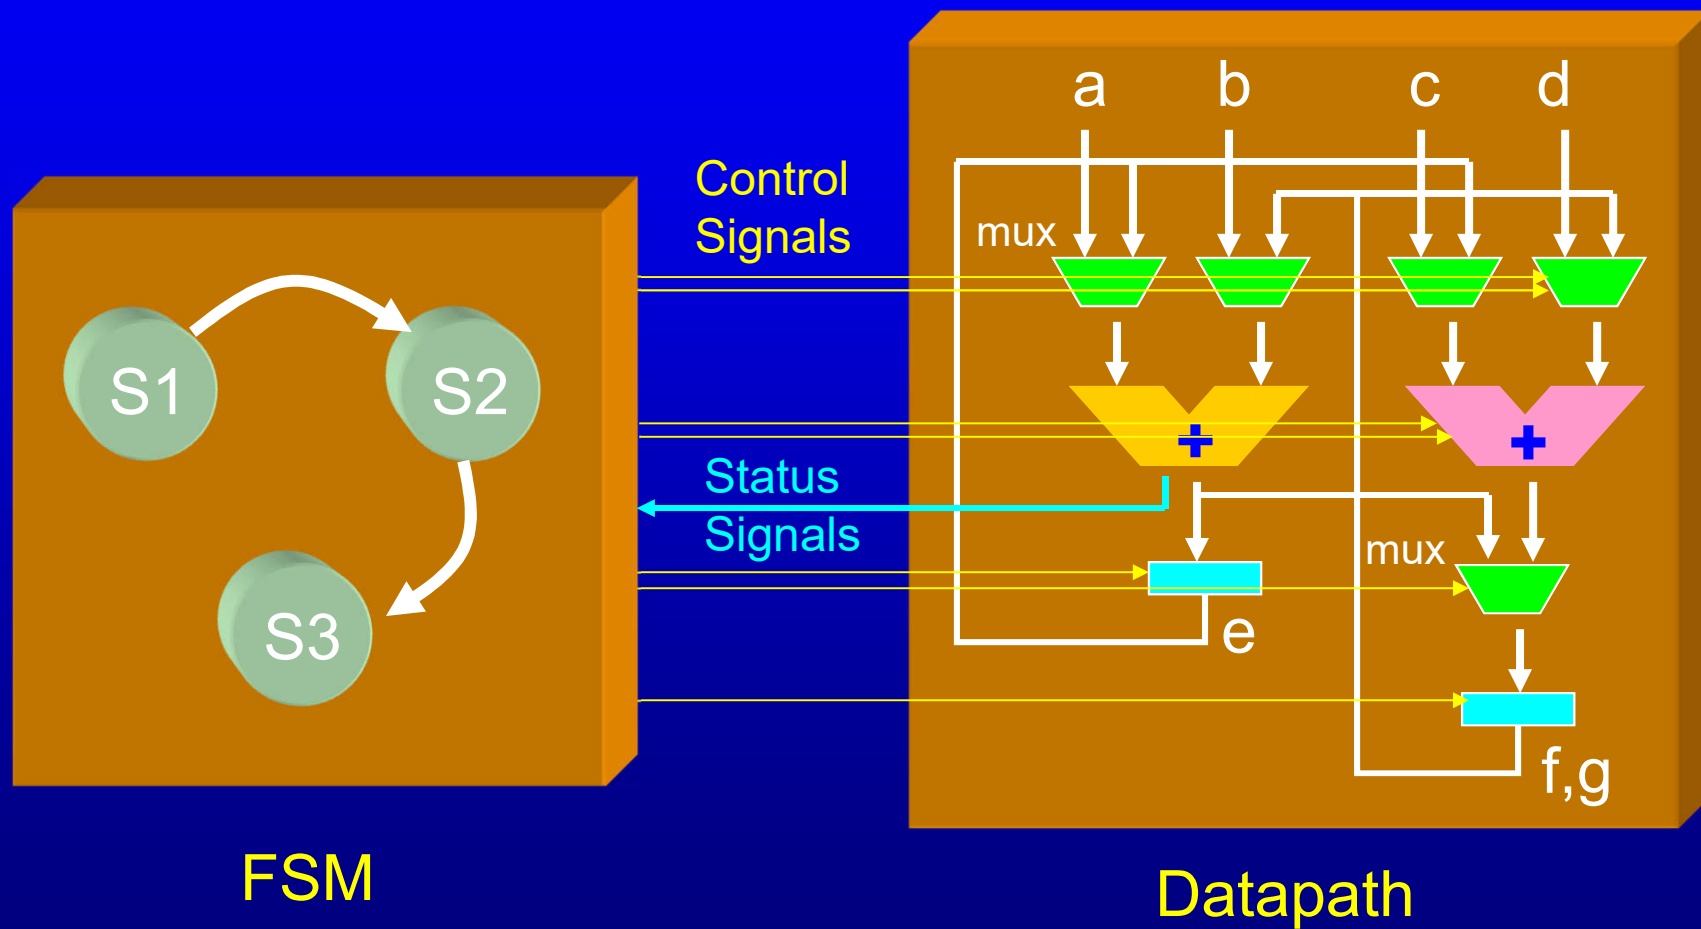 a b c d
Control
Signals
mux
S1 S2
+ +
Status
Signals
mux
S3
e
f,g
FSM
Datapath